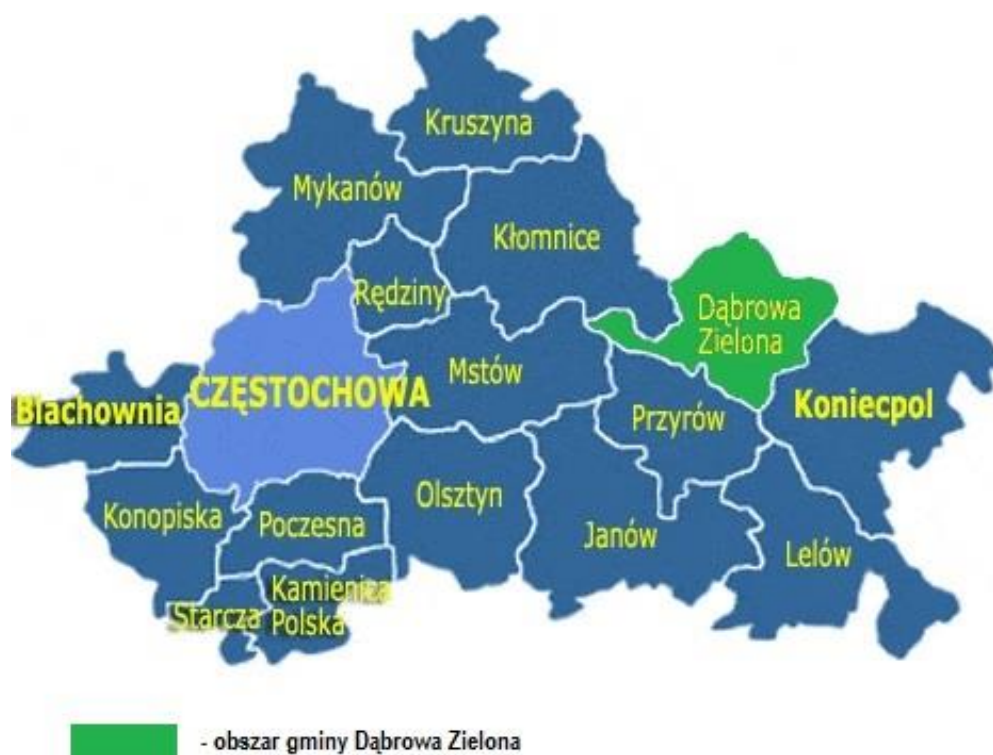 Kruszyna
Mykanów
Kłomnice
Rędziny
Dąbrowa
Zielona
Mstów
Blachownia
CZĘSTOCHOWA
Koniecpol
Przyrów
Olsztyn
Konopiska
Poczesna
Janów
Lelów
Kamienica
Polska
Starcza
- obszar gminy Dąbrowa Zielona